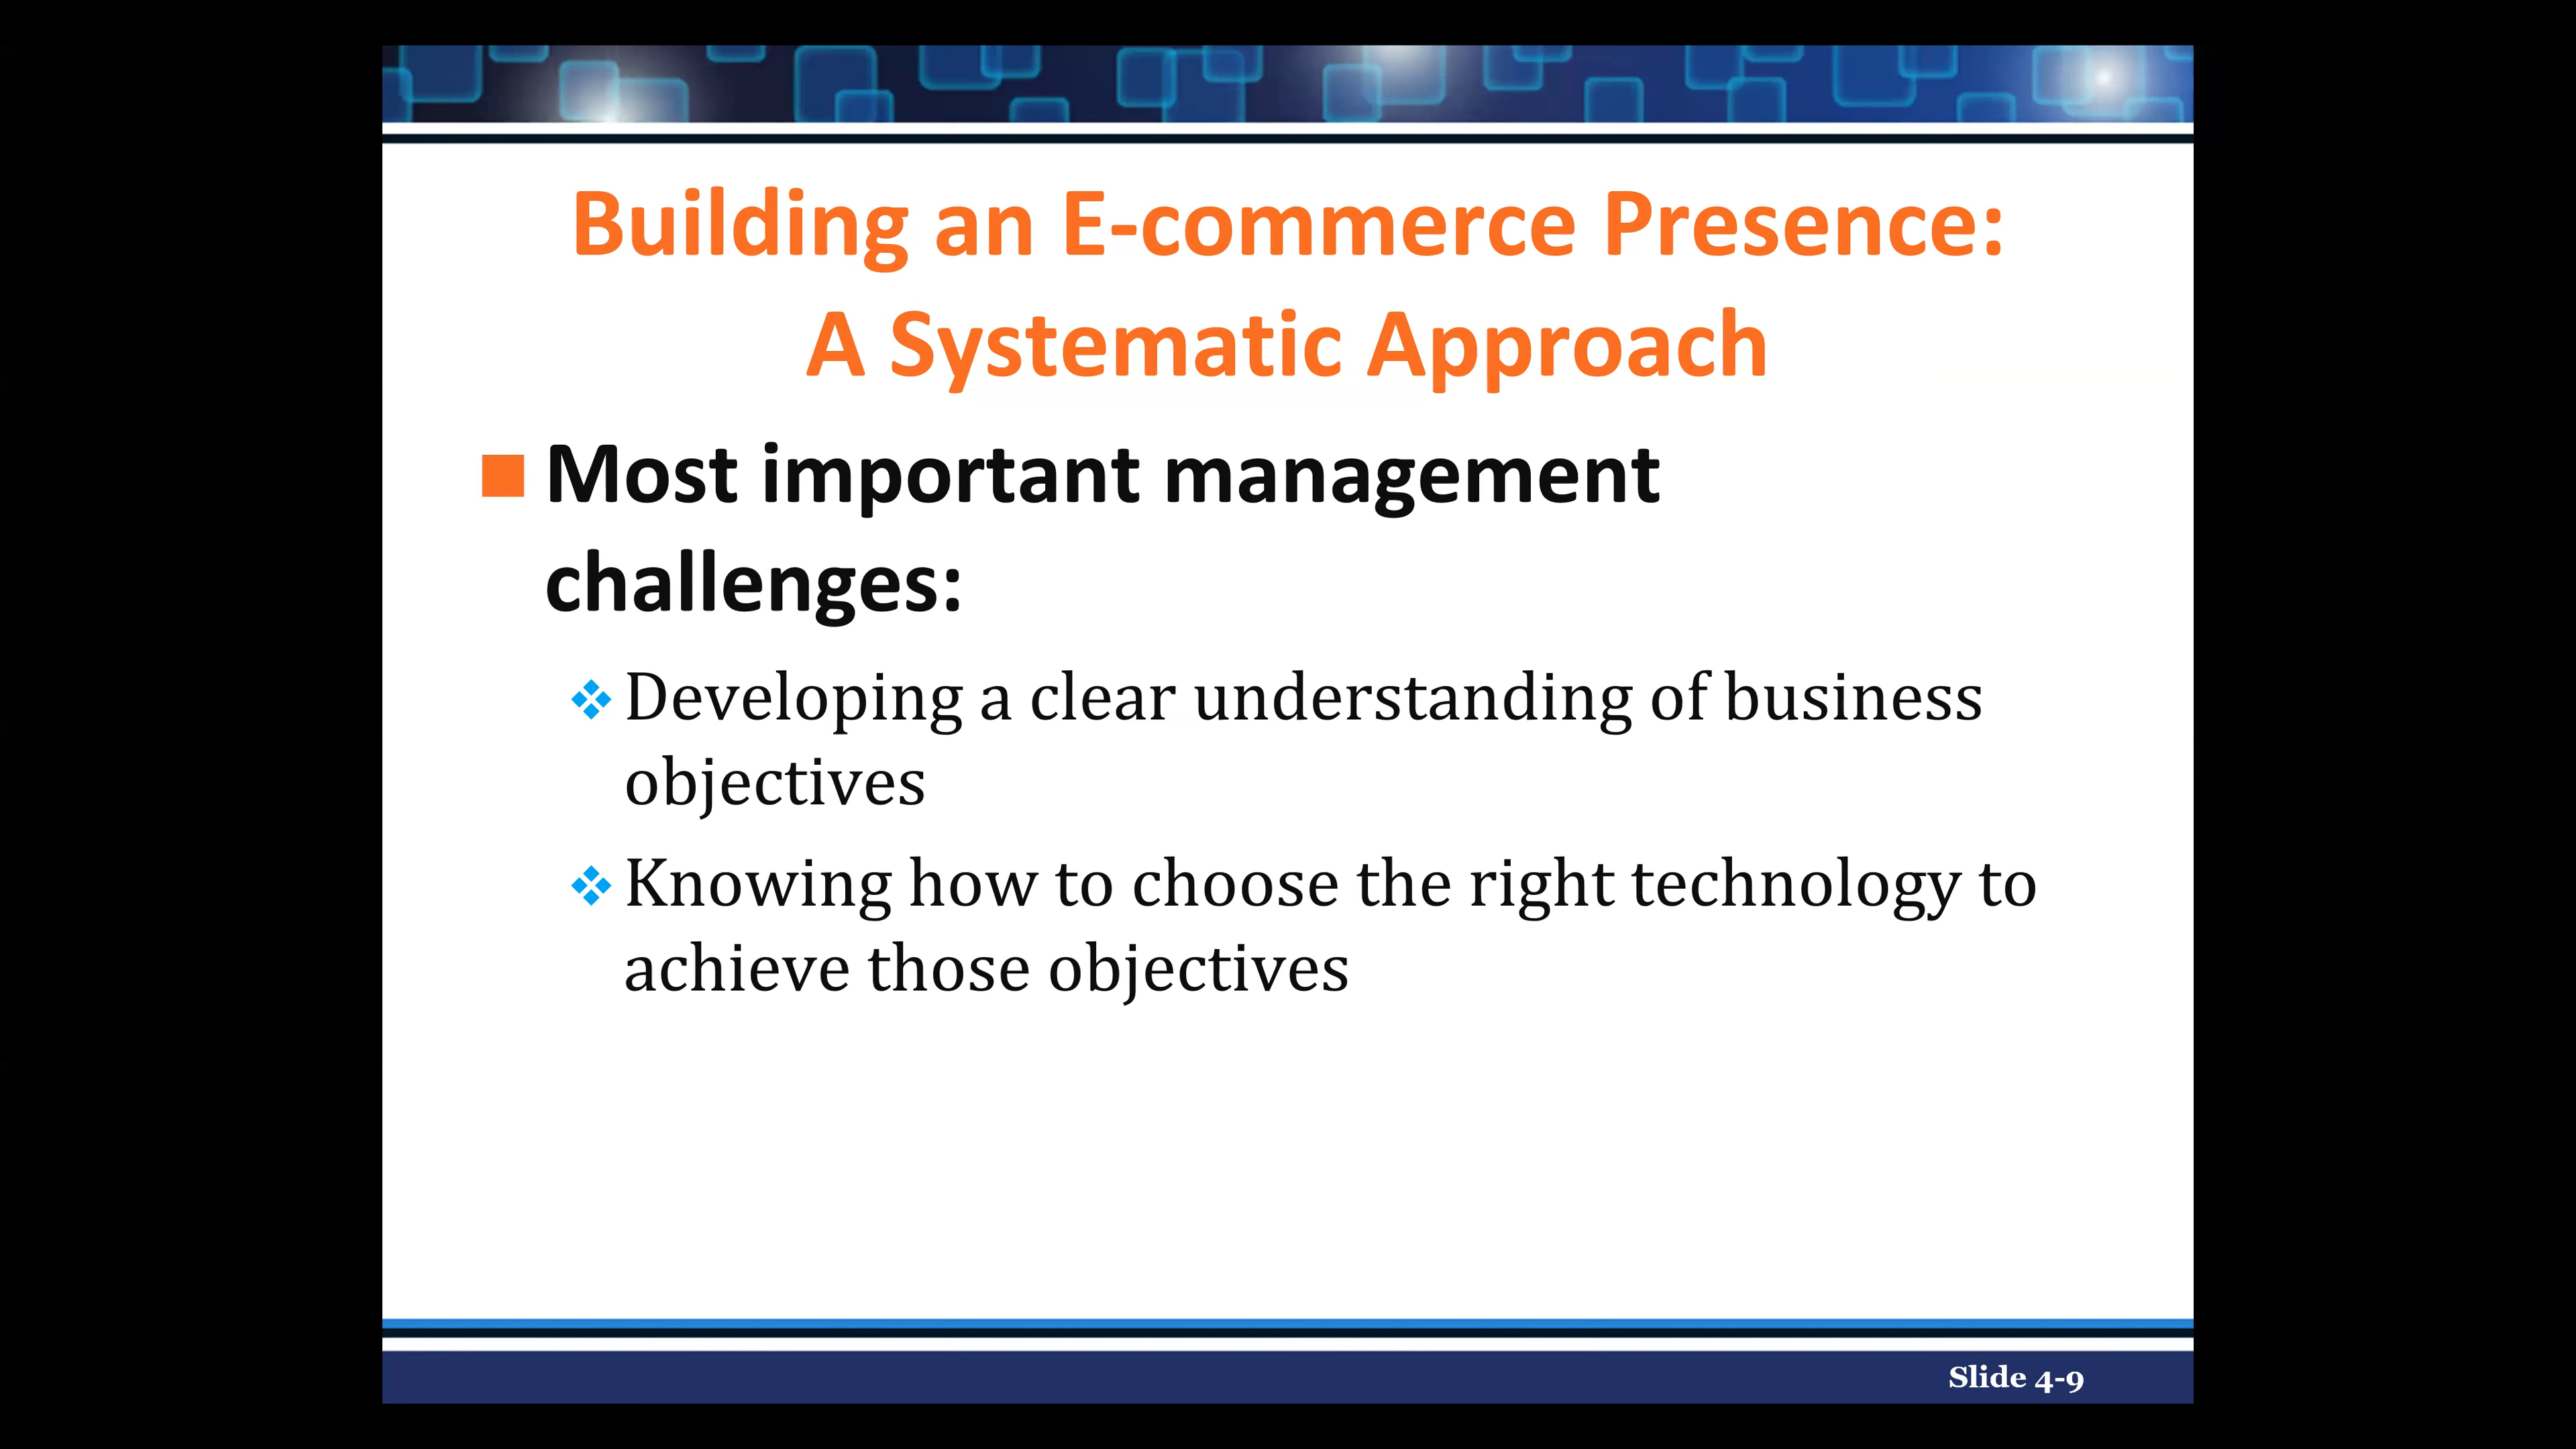 Building an E-commerce Presence:
A Systematic Approach
Most important management
challenges:
Developing a clear understanding of business
objectives
Knowing how to choose the right technology to
achieve those objectives
Slide 4-9